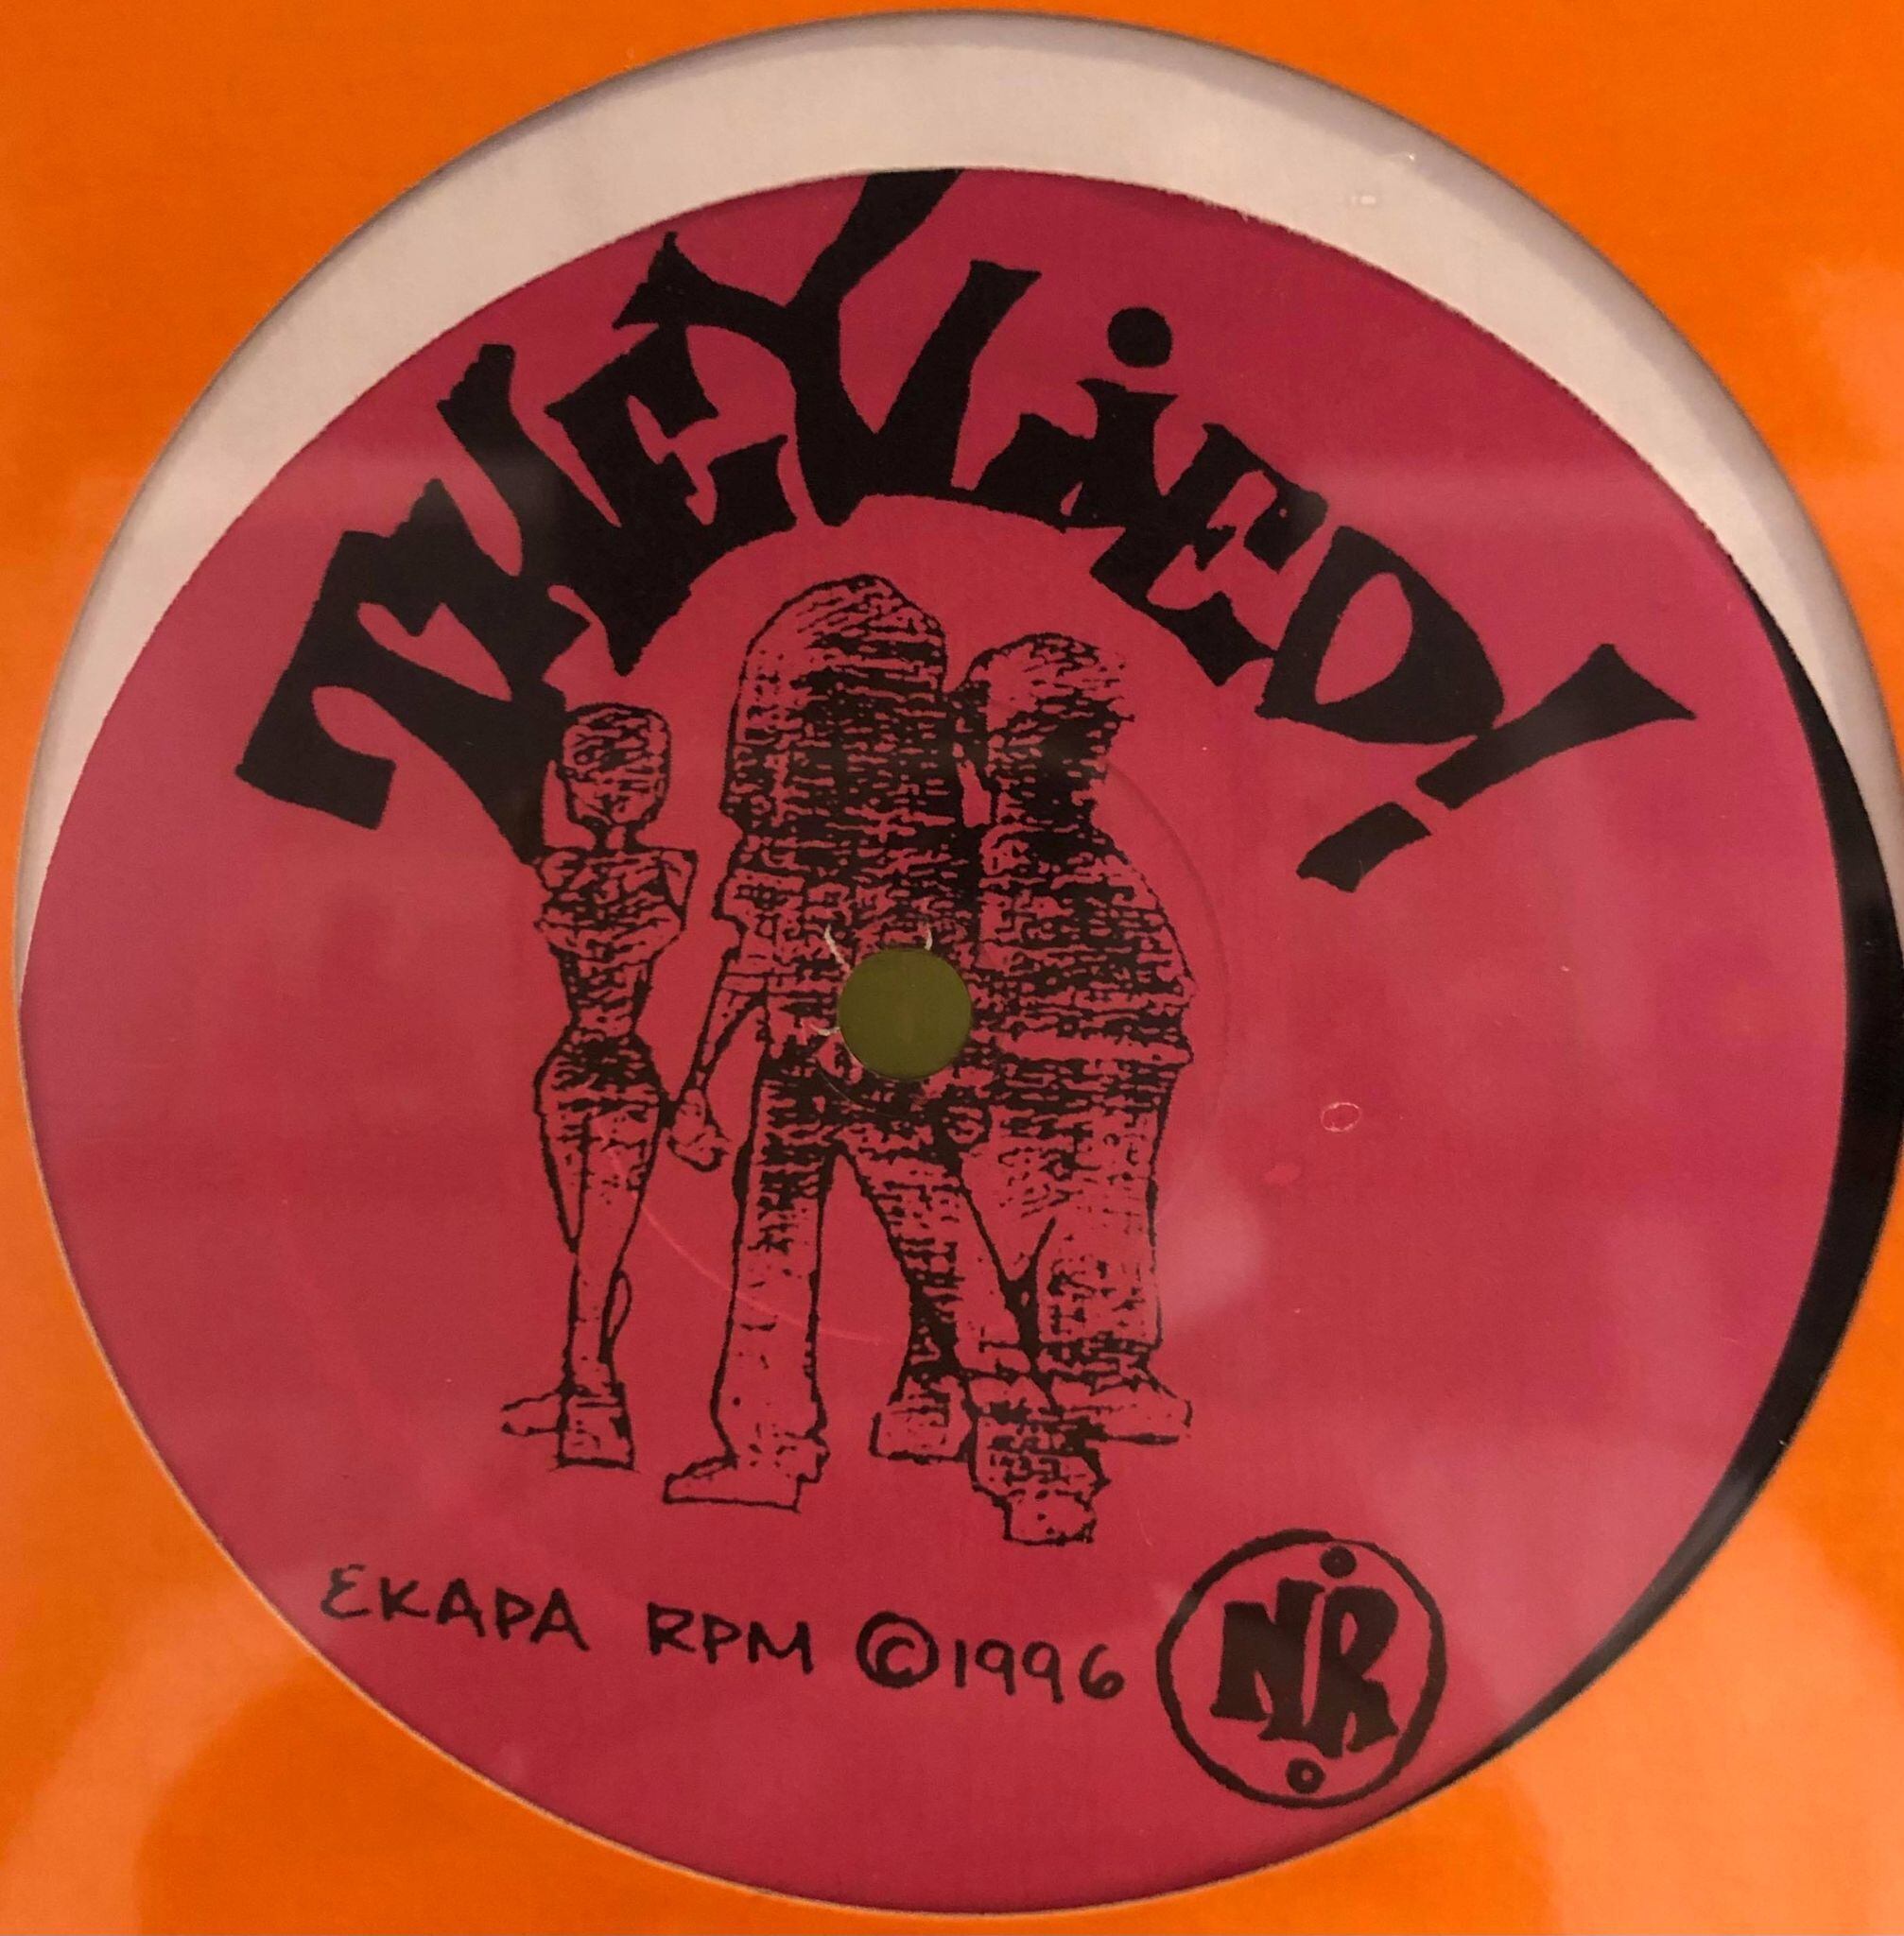 THEY LiED!
EKAPA RPM ©1996
NR